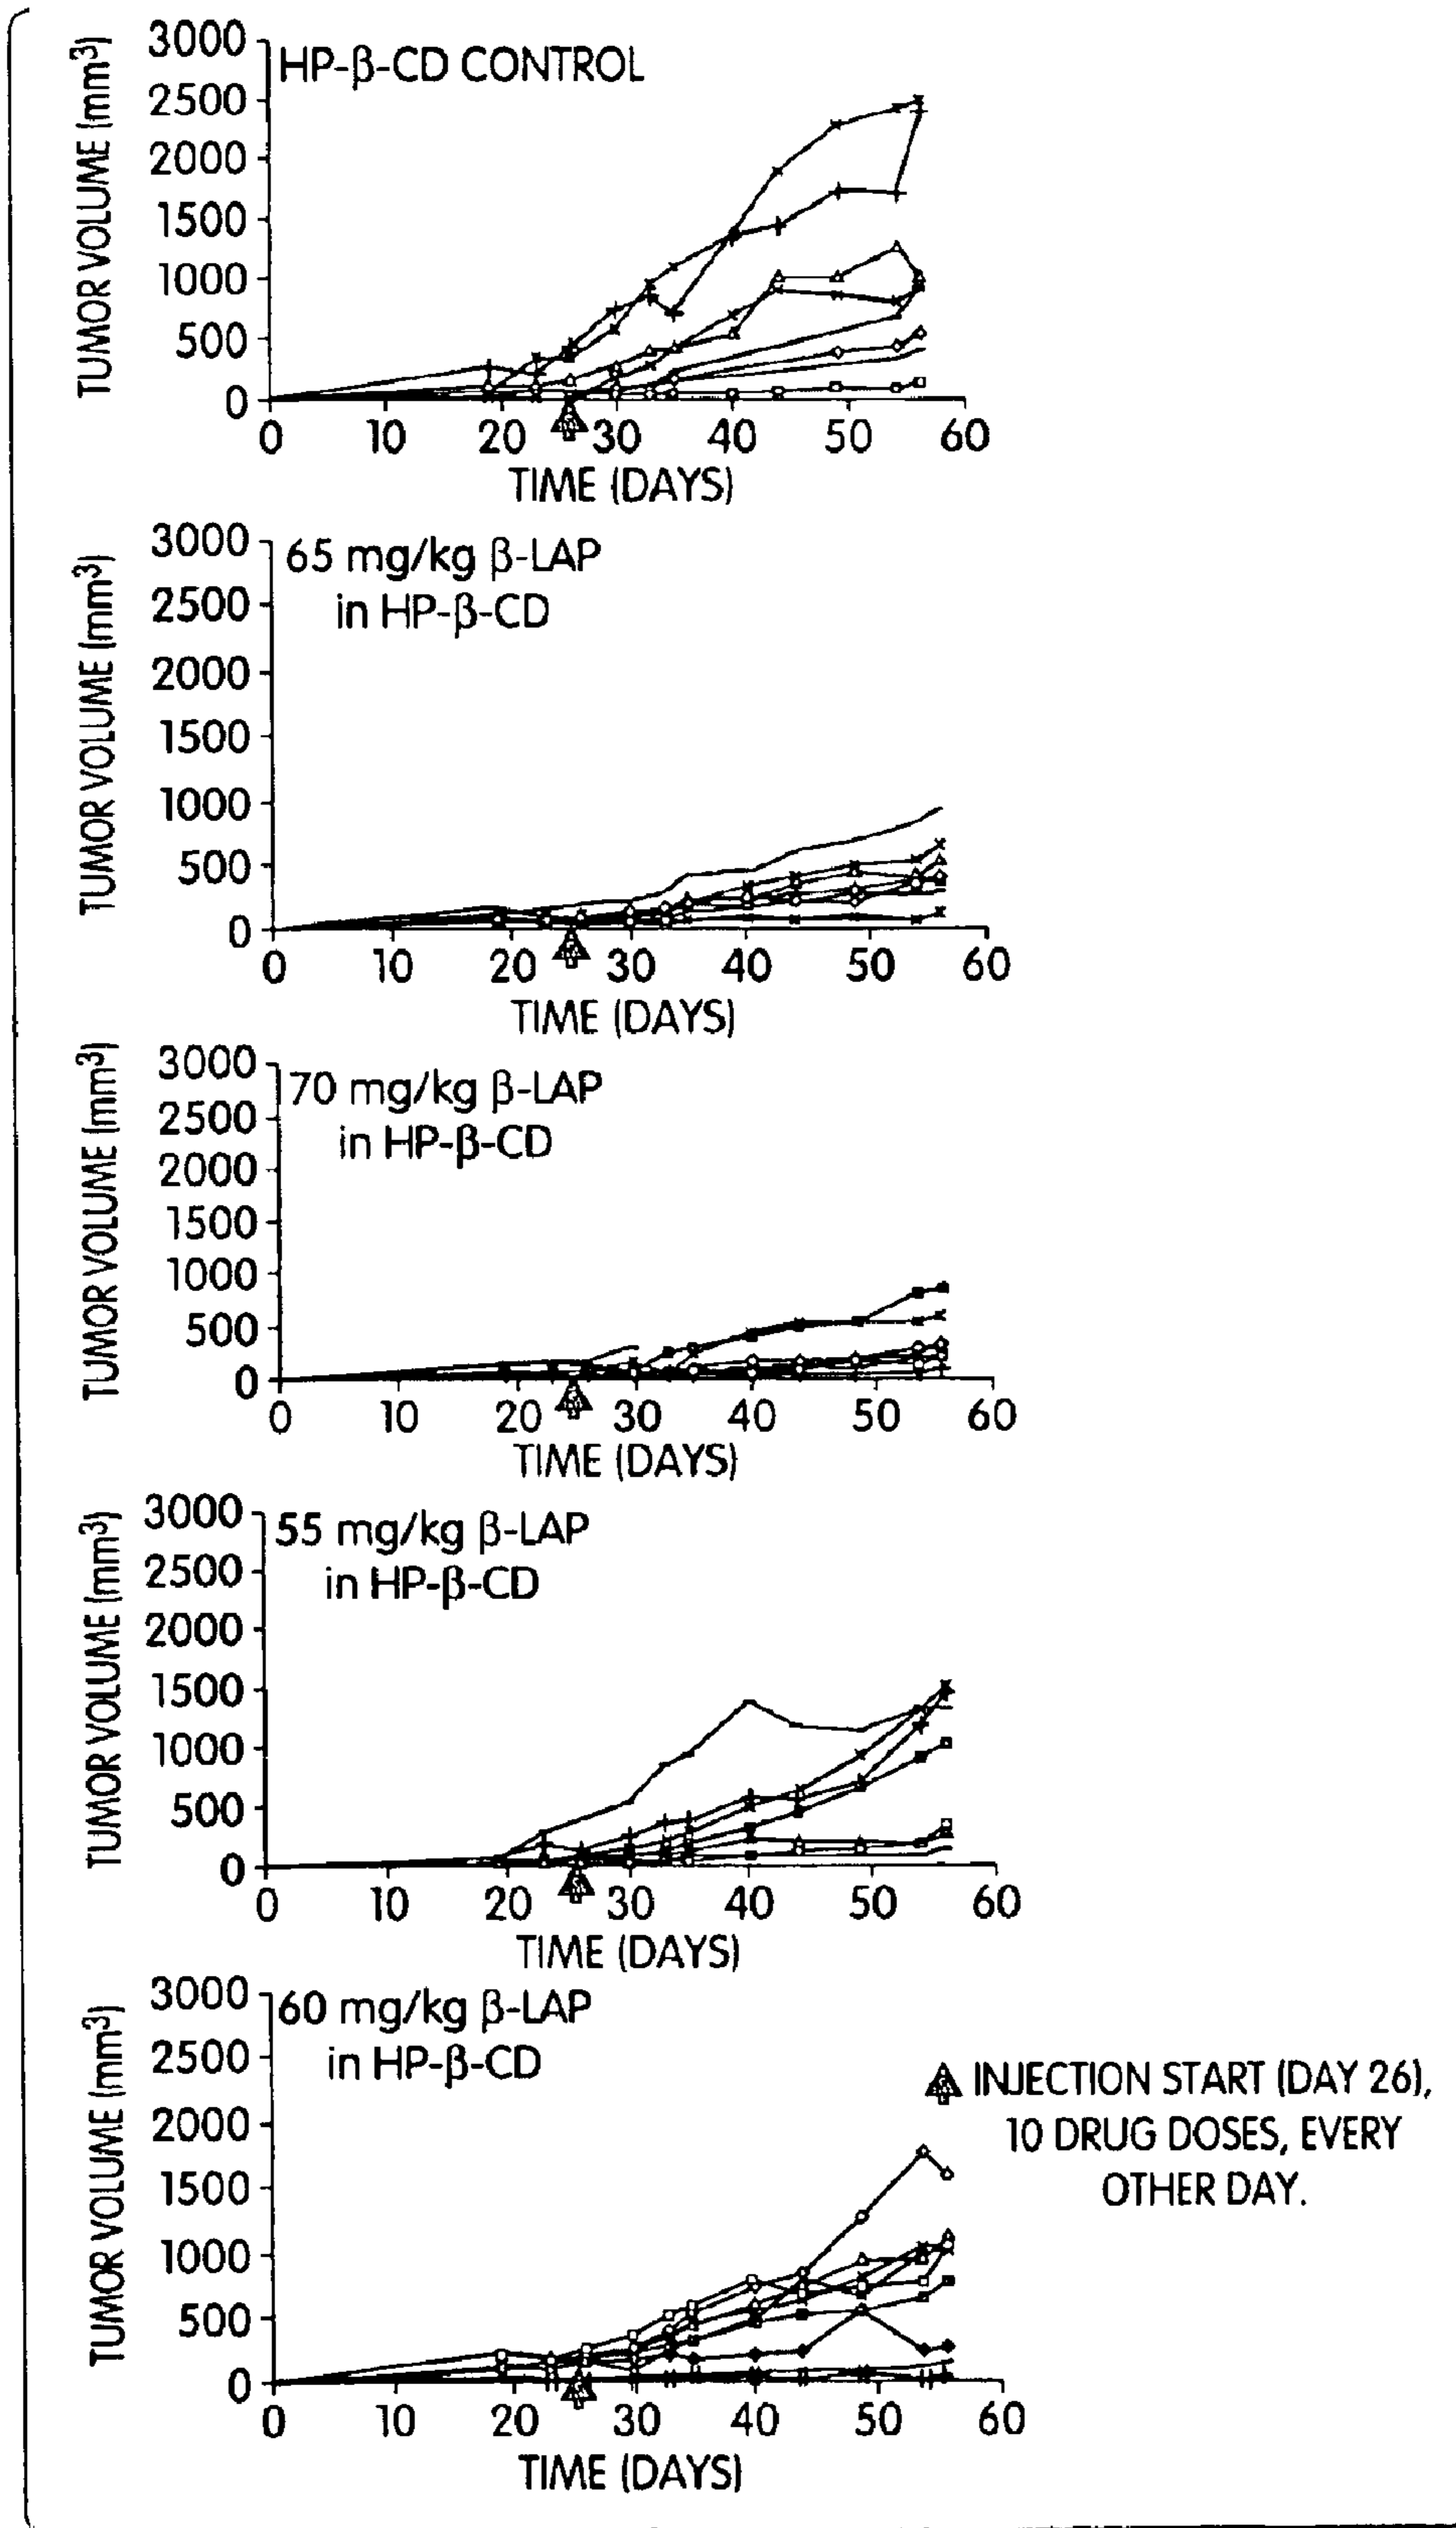 HP-β-CD CONTROL
TUMOR VOLUME (mm³)
3000
2500
2000
1500
1000
500
0
0 10 20 30 40 50 60
TIME (DAYS)
65 mg/kg β-LAP
in HP-β-CD
TUMOR VOLUME (mm³)
3000
2500
2000
1500
1000
500
0
0 10 20 30 40 50 60
TIME (DAYS)
70 mg/kg β-LAP
in HP-β-CD
TUMOR VOLUME (mm³)
3000
2500
2000
1500
1000
500
0
0 10 20 30 40 50 60
TIME (DAYS)
55 mg/kg β-LAP
in HP-β-CD
TUMOR VOLUME (mm³)
3000
2500
2000
1500
1000
500
0
0 10 20 30 40 50 60
TIME (DAYS)
60 mg/kg β-LAP
in HP-β-CD
TUMOR VOLUME (mm³)
3000
2500
2000
1500
1000
500
0
0 10 20 30 40 50 60
TIME (DAYS)
INJECTION START (DAY 26),
10 DRUG DOSES, EVERY
OTHER DAY.